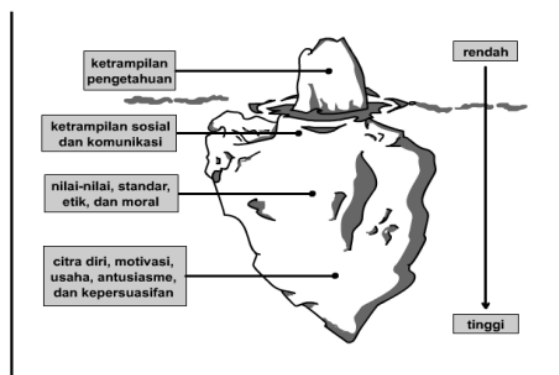 ketrampilan
pengetahuan
rendah
ketrampilan sosial
dan komunikasi
nilai-nilai, standar,
etik, dan moral
citra diri, motivasi,
usaha, antusiasme,
dan kepersuasifan
tinggi